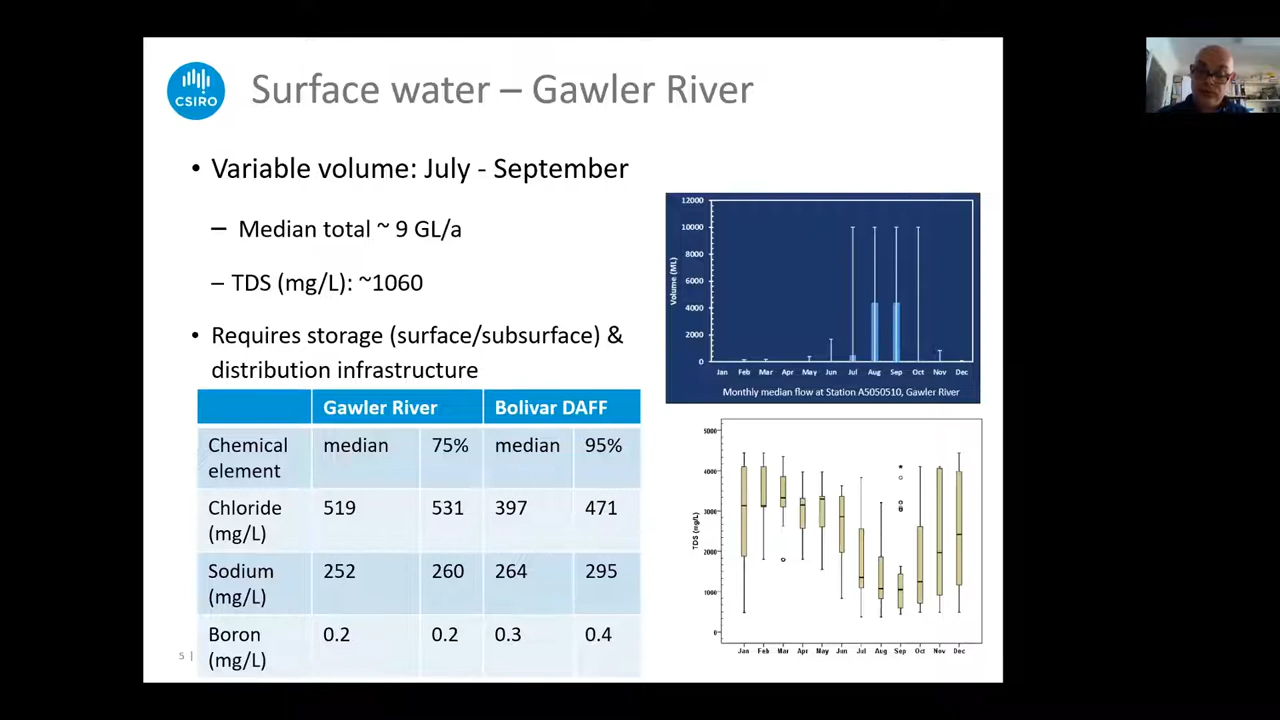 CSIRO
Surface water – Gawler River
• Variable volume: July - September
– Median total ~ 9 GL/a
– TDS (mg/L): ~1060
• Requires storage (surface/subsurface) &
distribution infrastructure
Gawler River Bolivar DAFF
Chemical element median 75% median 95%
Chloride (mg/L) 519 531 397 471
Sodium (mg/L) 252 260 264 295
Boron (mg/L) 0.2 0.2 0.3 0.4
5 |
12000
10000
8000
6000
4000
2000
0
Volume (ML)
Jan Feb Mar Apr May Jun Jul Aug Sep Oct Nov Dec
Monthly median flow at Station A5050510, Gawler River
5000
4000
3000
2000
1000
0
TDS (mg/L)
Jan Feb Mar Apr May Jun Jul Aug Sep Oct Nov Dec